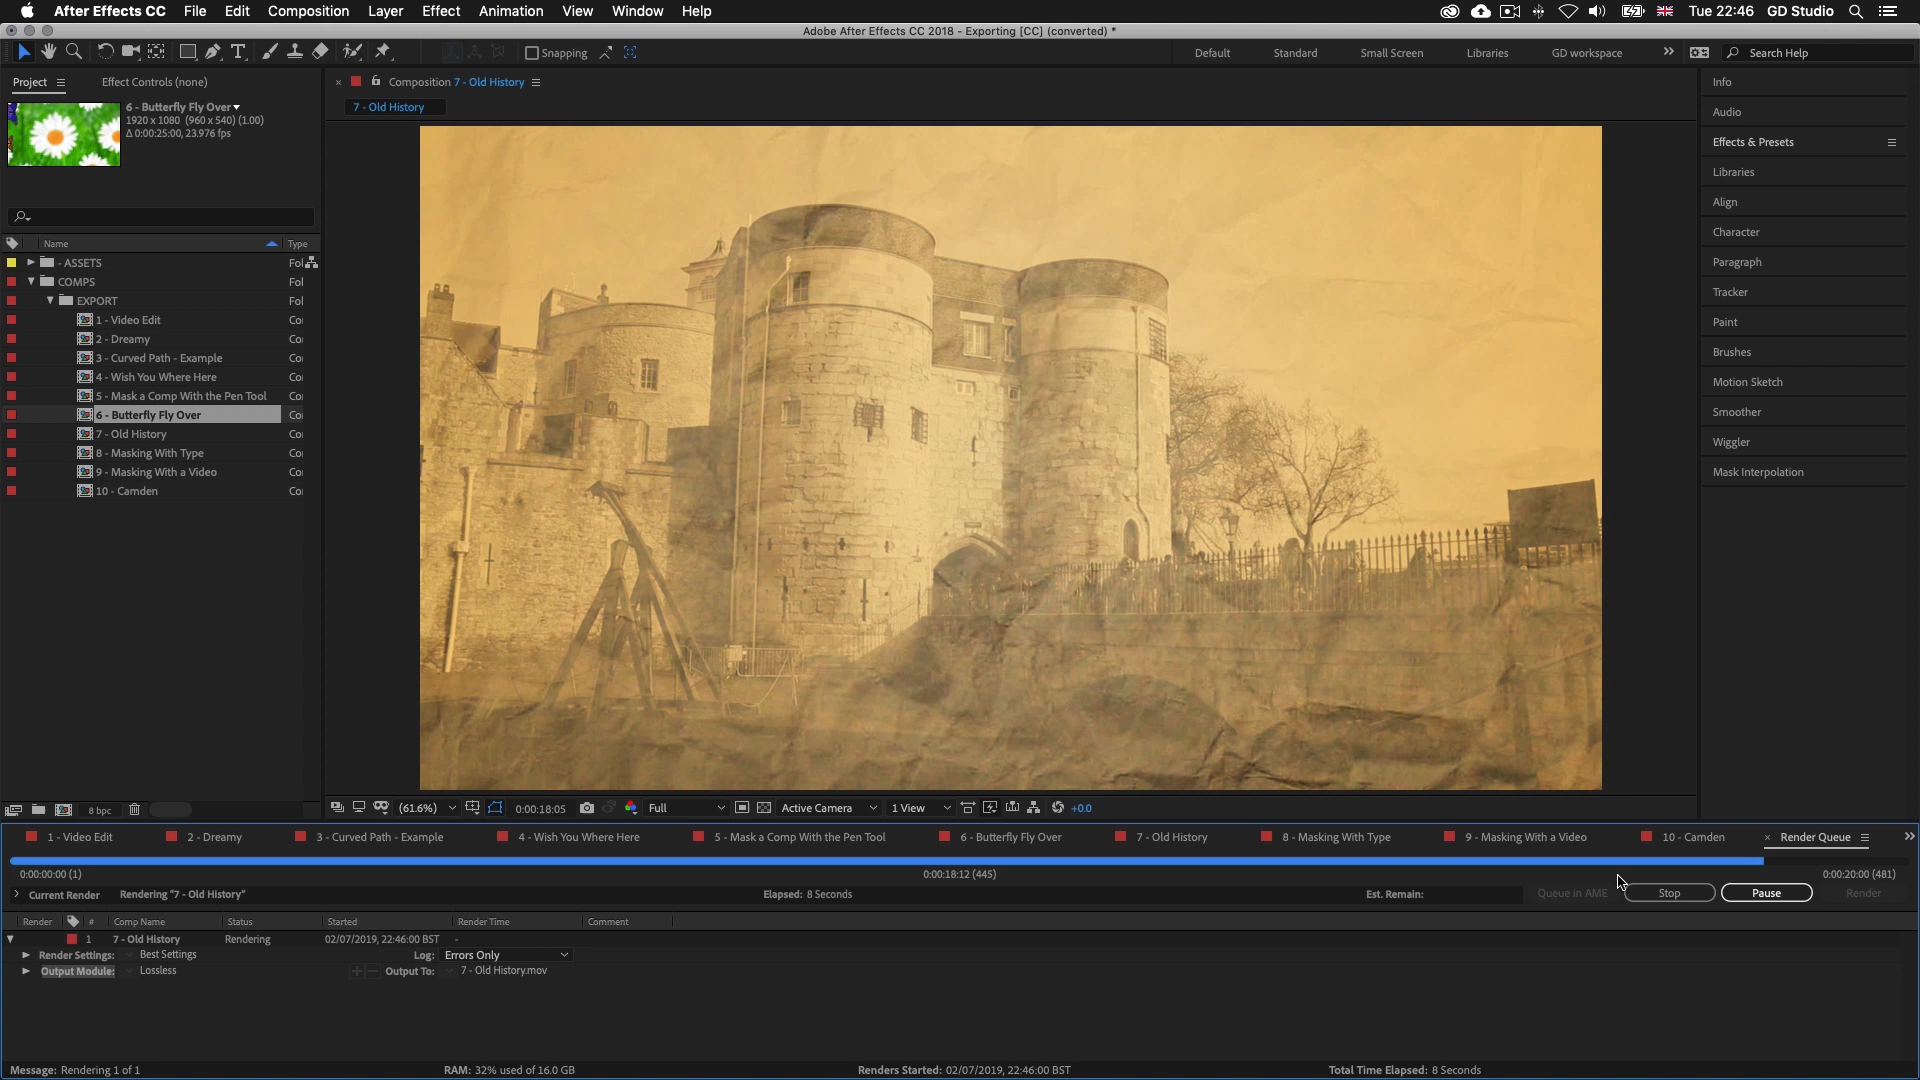 After Effects CC File Edit Composition Layer Effect Animation View Window Help Tue 22:46 GD Studio
Adobe After Effects CC 2018 - Exporting [CC] (converted) *
Snapping Default Standard Small Screen Libraries GD workspace Search Help
Project Effect Controls (none) Composition 7 - Old History
7 - Old History
6 - Butterfly Fly Over
1920 x 1080 (960 x 540) (1.00)
Δ 0:00:25:00, 23.976 fps
Name Type
- ASSETS Fol
COMPS Fol
EXPORT Fol
1 - Video Edit Co
2 - Dreamy Co
3 - Curved Path - Example Co
4 - Wish You Where Here Co
5 - Mask a Comp With the Pen Tool Co
6 - Butterfly Fly Over Co
7 - Old History Co
8 - Masking With Type Co
9 - Masking With a Video Co
10 - Camden Co
Info
Audio
Effects & Presets
Libraries
Align
Character
Paragraph
Tracker
Paint
Brushes
Motion Sketch
Smoother
Wiggler
Mask Interpolation
8 bpc (61.6%) 0:00:18:05 Full Active Camera 1 View +0.0
1 - Video Edit 2 - Dreamy 3 - Curved Path - Example 4 - Wish You Where Here 5 - Mask a Comp With the Pen Tool 6 - Butterfly Fly Over 7 - Old History 8 - Masking With Type 9 - Masking With a Video 10 - Camden Render Queue
0:00:00:00 (1) 0:00:18:12 (445) 0:00:20:00 (481)
Current Render Rendering "7 - Old History" Elapsed: 8 Seconds Est. Remain: Queue in AME Stop Pause Render
Render # Comp Name Status Started Render Time Comment
1 7 - Old History Rendering 02/07/2019, 22:46:00 BST -
Render Settings: Best Settings Log: Errors Only
Output Module: Lossless Output To: 7 - Old History.mov
Message: Rendering 1 of 1 RAM: 32% used of 16.0 GB Renders Started: 02/07/2019, 22:46:00 BST Total Time Elapsed: 8 Seconds